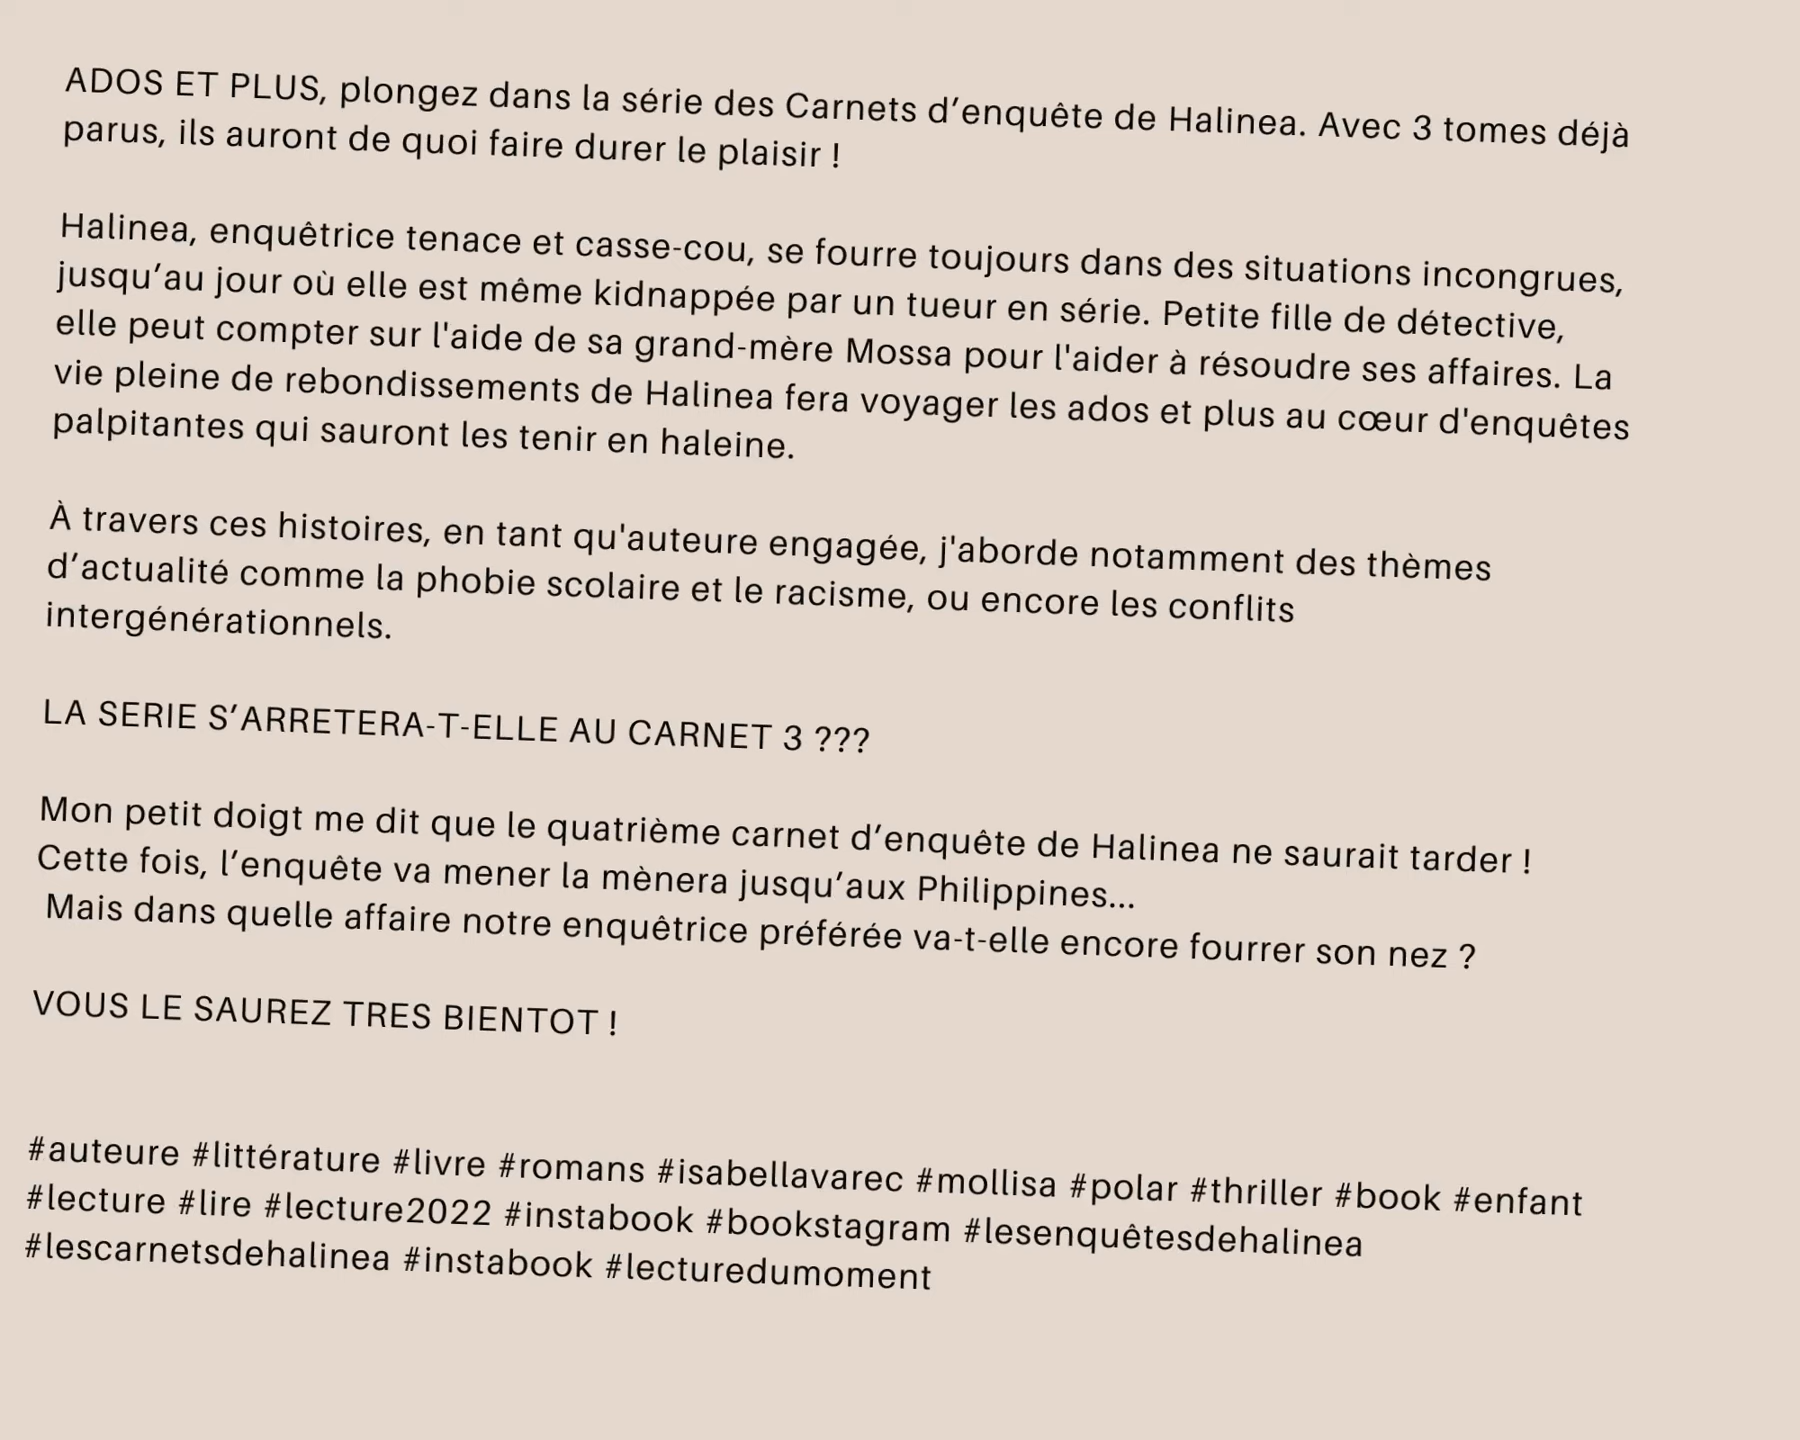 ADOS ET PLUS, plongez dans la série des Carnets d’enquête de Halinea. Avec 3 tomes déjà
parus, ils auront de quoi faire durer le plaisir !
Halinea, enquêtrice tenace et casse-cou, se fourre toujours dans des situations incongrues,
jusqu’au jour où elle est même kidnappée par un tueur en série. Petite fille de détective,
elle peut compter sur l'aide de sa grand-mère Mossa pour l'aider à résoudre ses affaires. La
vie pleine de rebondissements de Halinea fera voyager les ados et plus au cœur d'enquêtes
palpitantes qui sauront les tenir en haleine.
À travers ces histoires, en tant qu'auteure engagée, j'aborde notamment des thèmes
d’actualité comme la phobie scolaire et le racisme, ou encore les conflits
intergénérationnels.
LA SERIE S’ARRETERA-T-ELLE AU CARNET 3 ???
Mon petit doigt me dit que le quatrième carnet d’enquête de Halinea ne saurait tarder !
Cette fois, l’enquête va mener la mènera jusqu’aux Philippines...
Mais dans quelle affaire notre enquêtrice préférée va-t-elle encore fourrer son nez ?
VOUS LE SAUREZ TRES BIENTOT !
#auteure #littérature #livre #romans #isabellavarec #mollisa #polar #thriller #book #enfant
#lecture #lire #lecture2022 #instabook #bookstagram #lesenquêtesdehalinea
#lescarnetsdehalinea #instabook #lecturedumoment